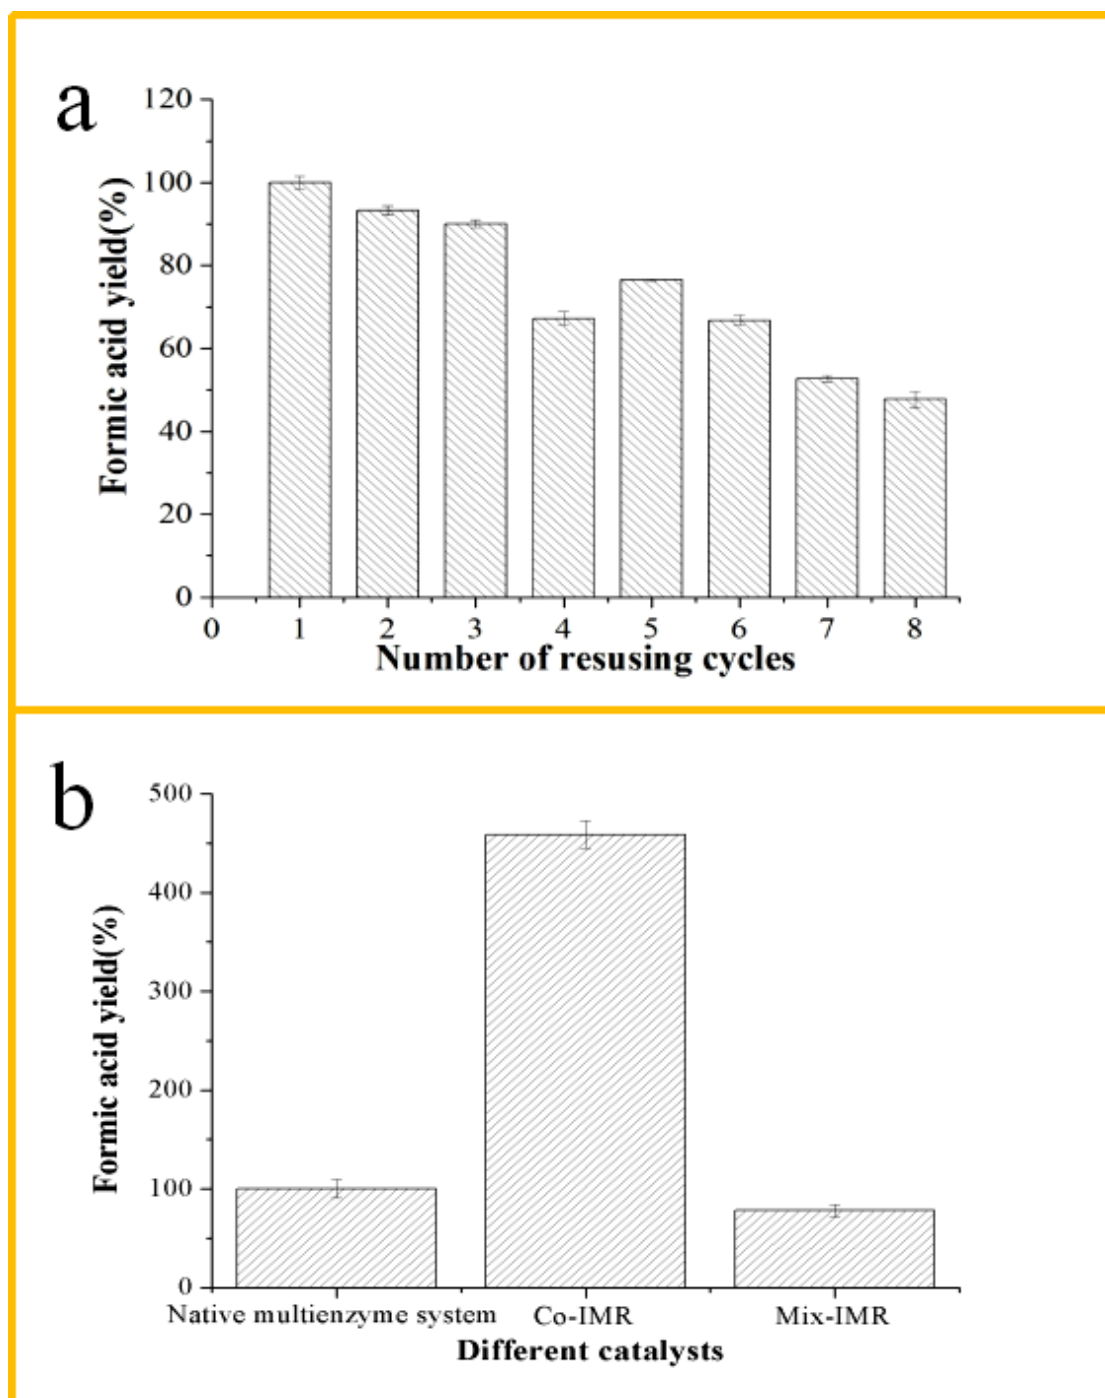 a
120
100
80
60
40
20
0
Formic acid yield(%)
0 1 2 3 4 5 6 7 8
Number of resusing cycles
b
500
400
300
200
100
0
Formic acid yield(%)
Native multienzyme system Co-IMR Mix-IMR
Different catalysts